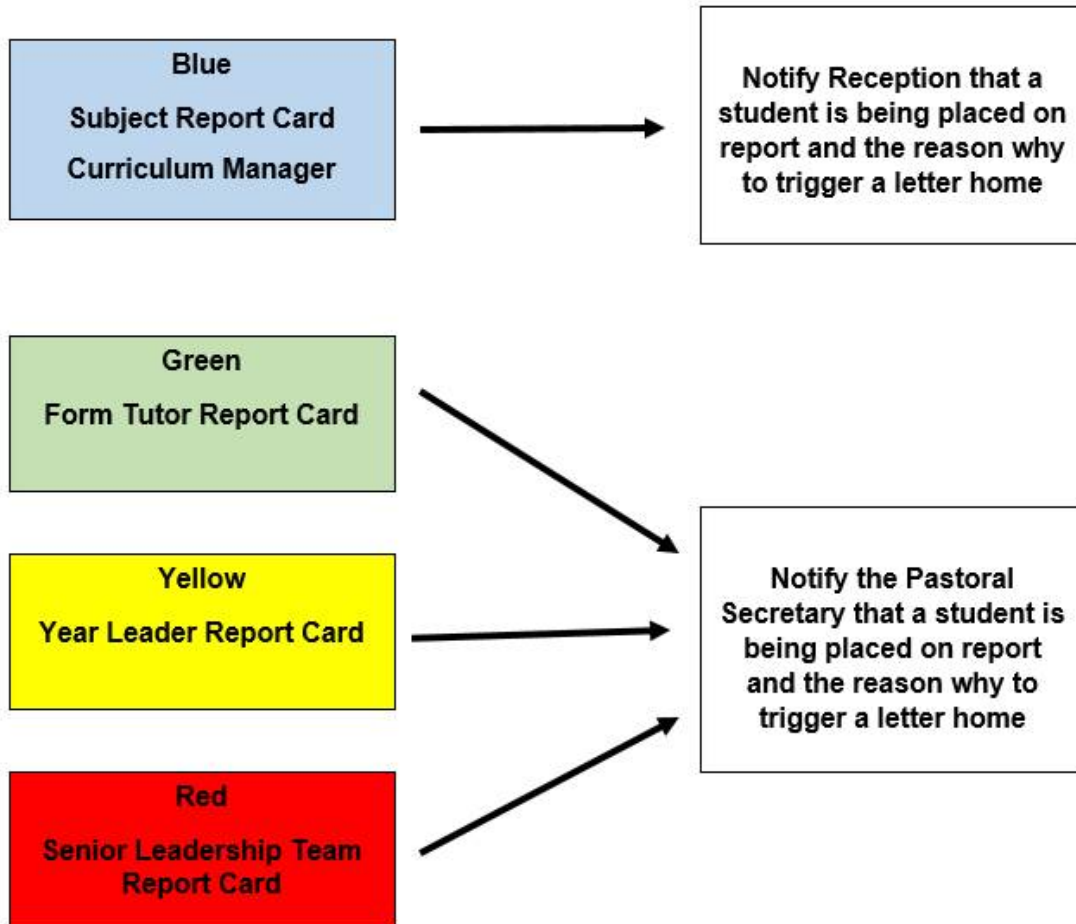 Blue
Subject Report Card
Curriculum Manager
Notify Reception that a
student is being placed on
report and the reason why
to trigger a letter home
Green
Form Tutor Report Card
Yellow
Year Leader Report Card
Red
Senior Leadership Team
Report Card
Notify the Pastoral
Secretary that a student is
being placed on report
and the reason why to
trigger a letter home